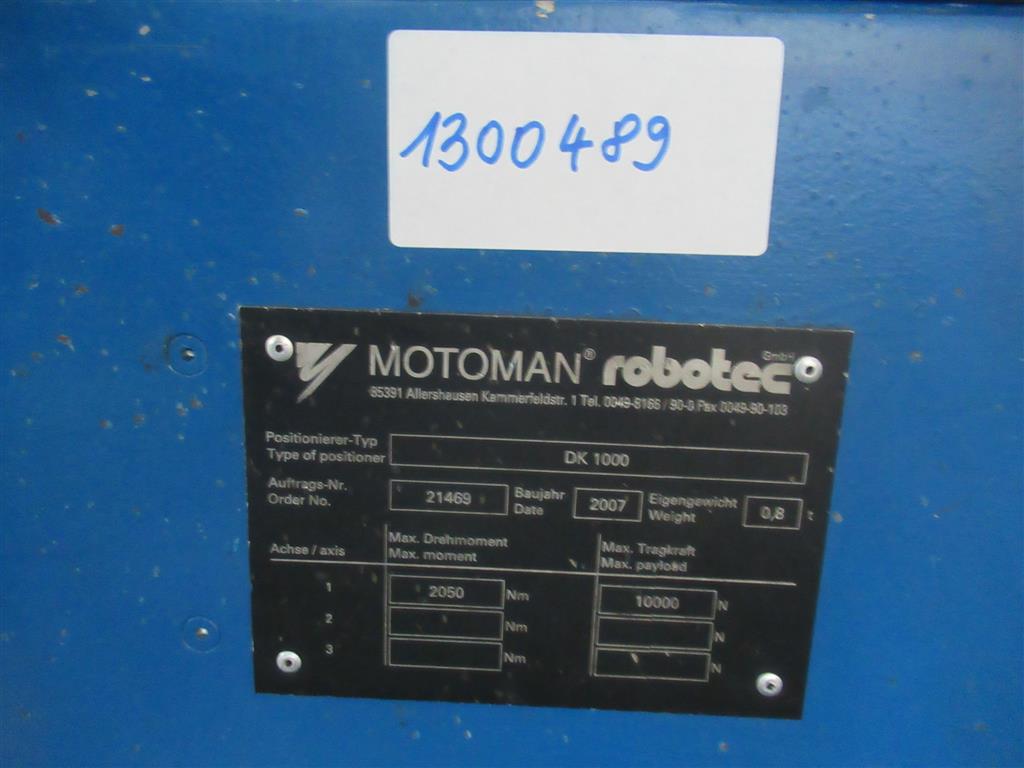 1300489
MOTOMAN® robotec GmbH
85391 Allershausen Kammerfeldstr. 1 Tel. 0049-8166 / 90-0 Fax 0049-90-103
Positionierer-Typ
Type of positioner
DK 1000
Auftrags-Nr.
Order No.
21469
Baujahr
Date
2007
Eigengewicht
Weight
0,8 t
Achse / axis
Max. Drehmoment
Max. moment
Max. Tragkraft
Max. payload
1 2050 Nm 10000 N
2 Nm N
3 Nm N